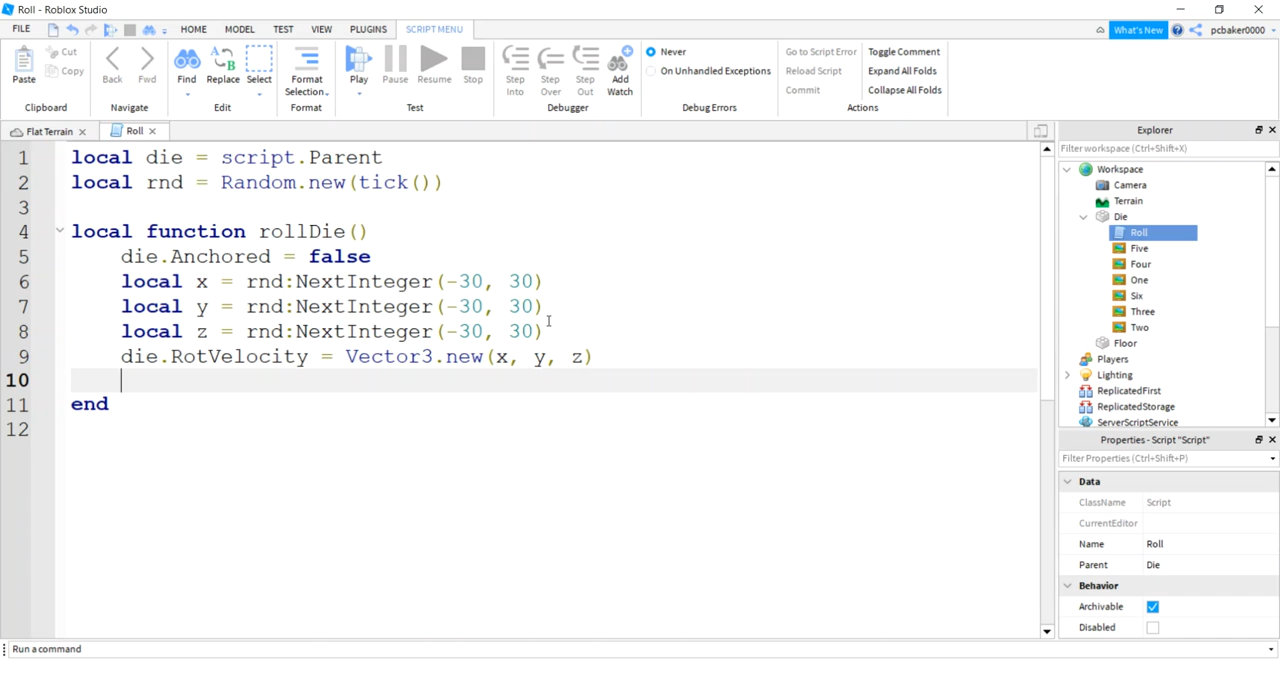 Roll - Roblox Studio
FILE HOME MODEL TEST VIEW PLUGINS SCRIPT MENU What's New pcbaker0000
Paste Cut Copy Back Fwd Find Replace Select Format Selection Play Pause Resume Stop Step Into Step Over Step Out Add Watch Never On Unhandled Exceptions Go to Script Error Reload Script Commit Toggle Comment Expand All Folds Collapse All Folds
Clipboard Navigate Edit Format Test Debugger Debug Errors Actions
Flat Terrain Roll
1 local die = script.Parent
2 local rnd = Random.new(tick())
3
4 local function rollDie()
5 die.Anchored = false
6 local x = rnd:NextInteger(-30, 30)
7 local y = rnd:NextInteger(-30, 30)
8 local z = rnd:NextInteger(-30, 30)
9 die.RotVelocity = Vector3.new(x, y, z)
10
11 end
12
Explorer
Filter workspace (Ctrl+Shift+X)
Workspace
Camera
Terrain
Die
Roll
Five
Four
One
Six
Three
Two
Floor
Players
Lighting
ReplicatedFirst
ReplicatedStorage
ServerScriptService
Properties - Script "Script"
Filter Properties (Ctrl+Shift+P)
Data
ClassName Script
CurrentEditor
Name Roll
Parent Die
Behavior
Archivable
Disabled
Run a command